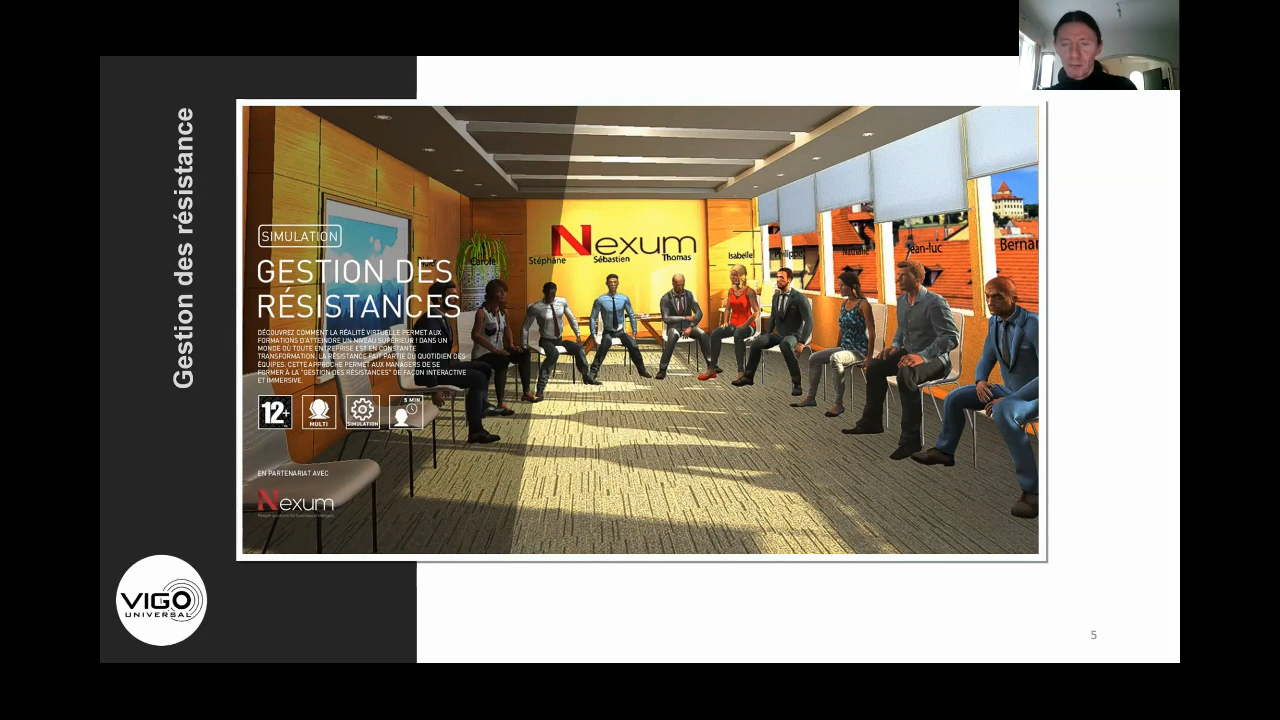 Gestion des résistance
SIMULATION
GESTION DES
RÉSISTANCES
DÉCOUVREZ COMMENT LA RÉALITÉ VIRTUELLE PERMET AUX
FORMATIONS D'ATTEINDRE UN NIVEAU SUPÉRIEUR ! DANS UN
MONDE OÙ TOUTE ENTREPRISE EST EN CONSTANTE
TRANSFORMATION, LA RÉSISTANCE FAIT PARTIE DU QUOTIDIEN DES
ÉQUIPES. CETTE APPROCHE PERMET AUX MANAGERS DE SE
FORMER À LA "GESTION DES RÉSISTANCES" DE FAÇON INTERACTIVE
ET IMMERSIVE.
12+
MULTI
SIMULATION
5 MIN
EN PARTENARIAT AVEC
Nexum
Nexum
Carole
Stéphane
Sébastien
Thomas
Isabelle
Philippe
Jean-luc
Bernar
VIGO
UNIVERSAL
5